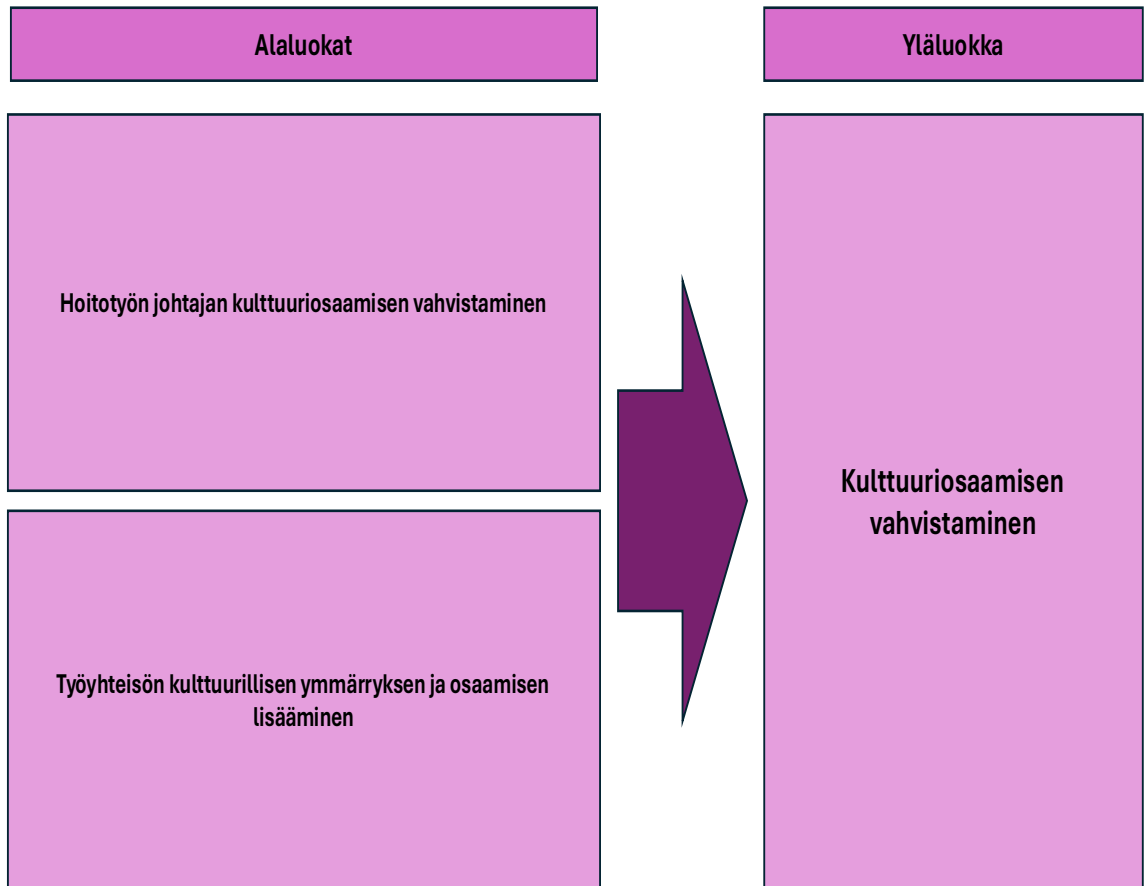 Alaluokat
Yläluokka
Hoitotyön johtajan kulttuuriosaamisen vahvistaminen
Työyhteisön kulttuurillisen ymmärryksen ja osaamisen
lisääminen
Kulttuuriosaamisen
vahvistaminen